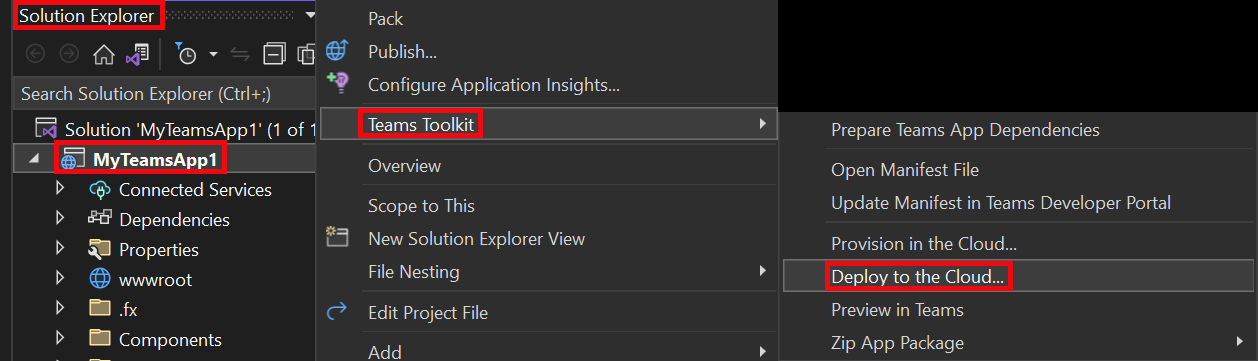 Solution Explorer
Search Solution Explorer (Ctrl+;)
Solution 'MyTeamsApp1' (1 of 1
MyTeamsApp1
Connected Services
Dependencies
Properties
wwwroot
.fx
Components
Pack
Publish...
Configure Application Insights...
Teams Toolkit
Overview
Scope to This
New Solution Explorer View
File Nesting
Edit Project File
Add
Prepare Teams App Dependencies
Open Manifest File
Update Manifest in Teams Developer Portal
Provision in the Cloud...
Deploy to the Cloud...
Preview in Teams
Zip App Package